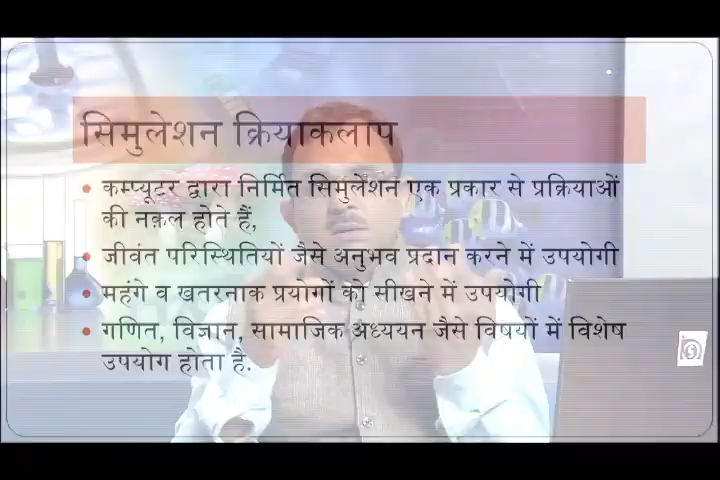 सिमुलेशन क्रियाकलाप
• कम्प्यूटर द्वारा निर्मित सिमुलेशन एक प्रकार से प्रक्रियाओं
की नक़ल होते हैं,
• जीवंत परिस्थितियों जैसे अनुभव प्रदान करने में उपयोगी
• महंगे व खतरनाक प्रयोगों को सीखने में उपयोगी
• गणित, विज्ञान, सामाजिक अध्ययन जैसे विषयों में विशेष
उपयोग होता है.